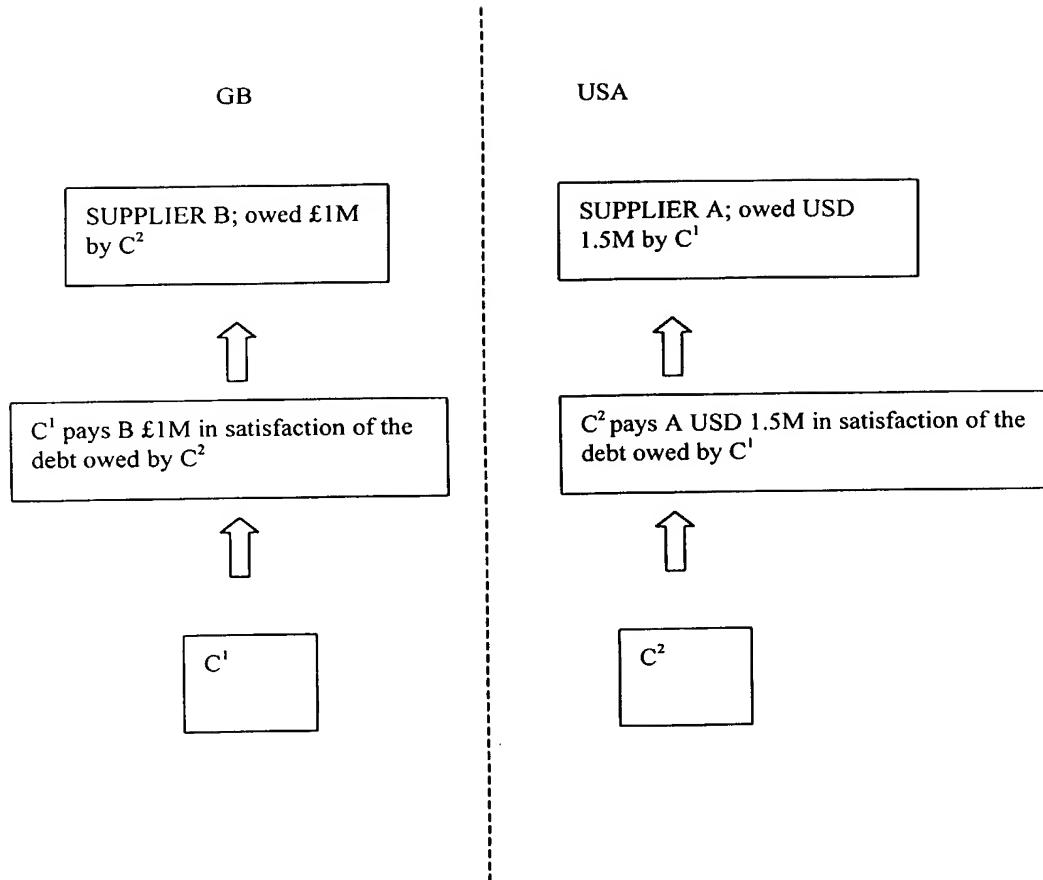 GB
USA
SUPPLIER B; owed £1M
by C²
SUPPLIER A; owed USD
1.5M by C¹
C¹ pays B £1M in satisfaction of the
debt owed by C²
C² pays A USD 1.5M in satisfaction of the
debt owed by C¹
C¹
C²